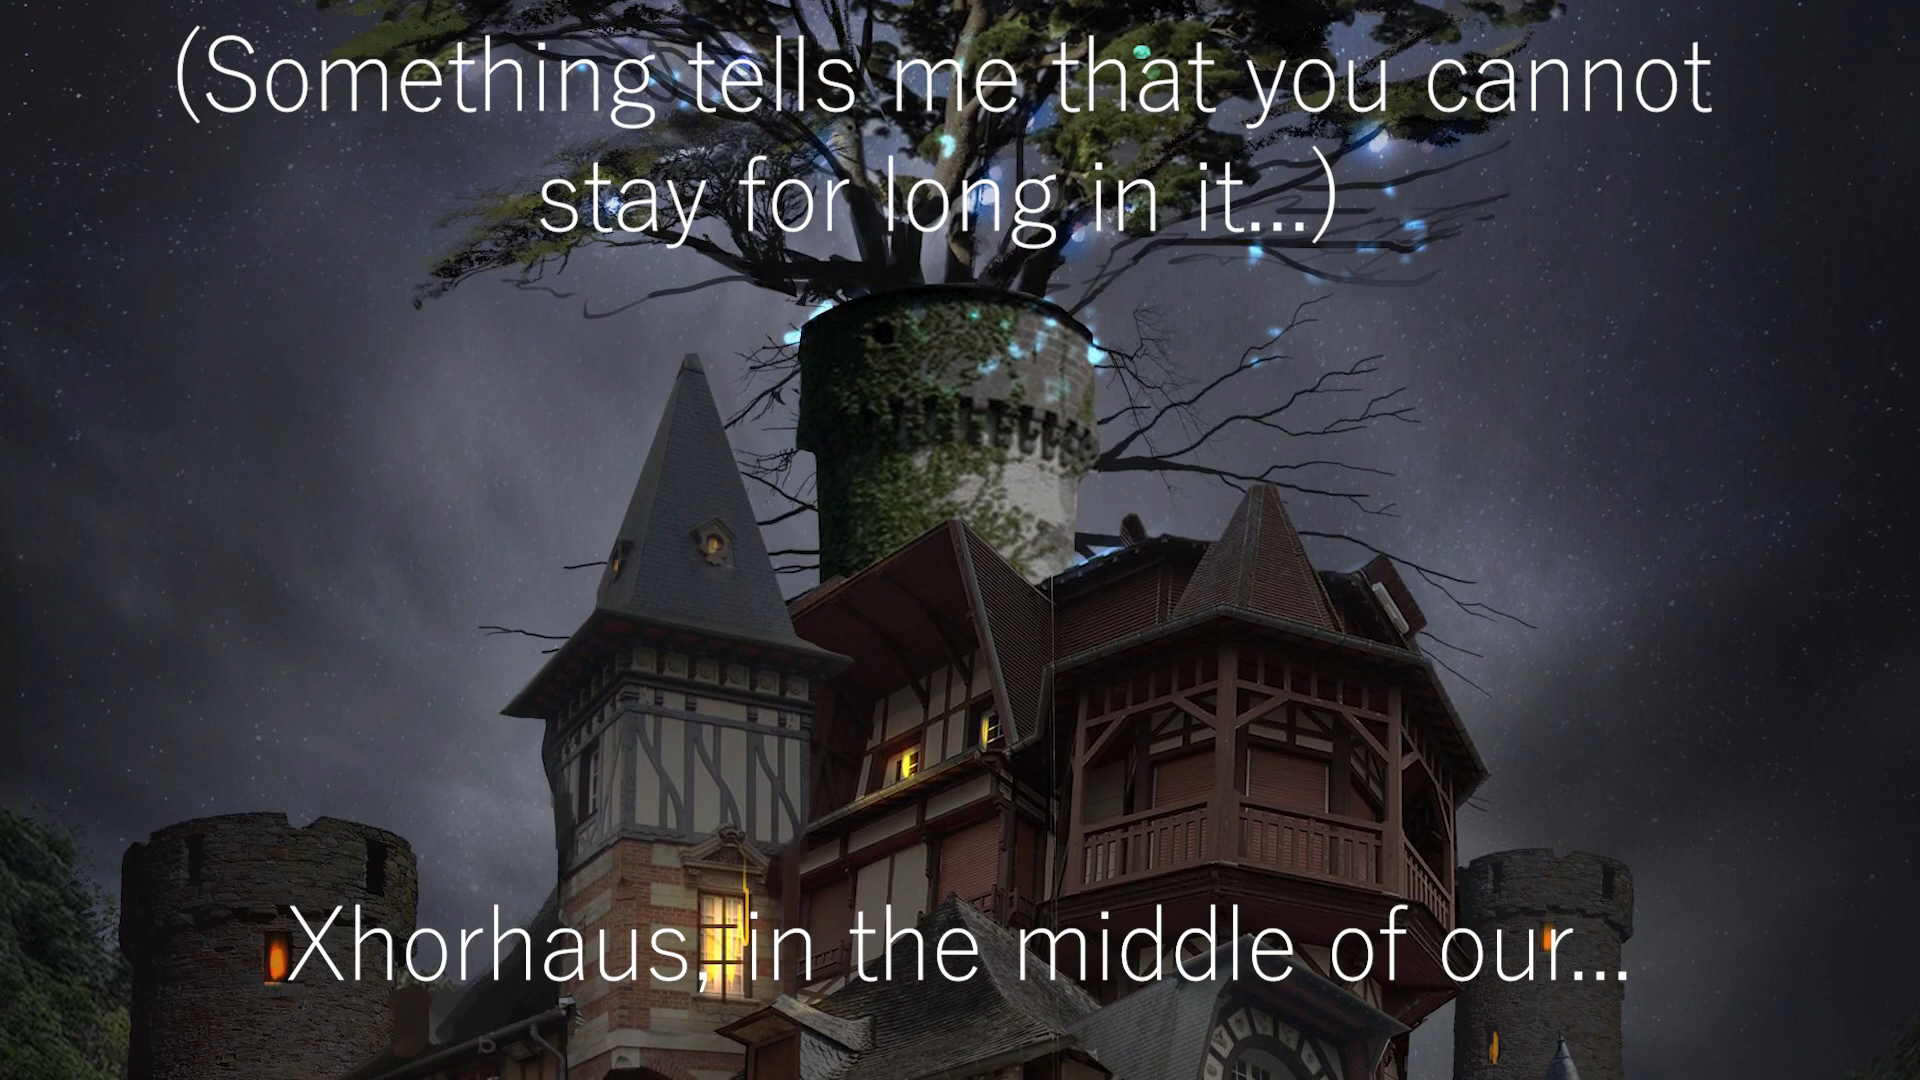 (Something tells me that you cannot
stay for long in it...)
Xhorhaus, in the middle of our...